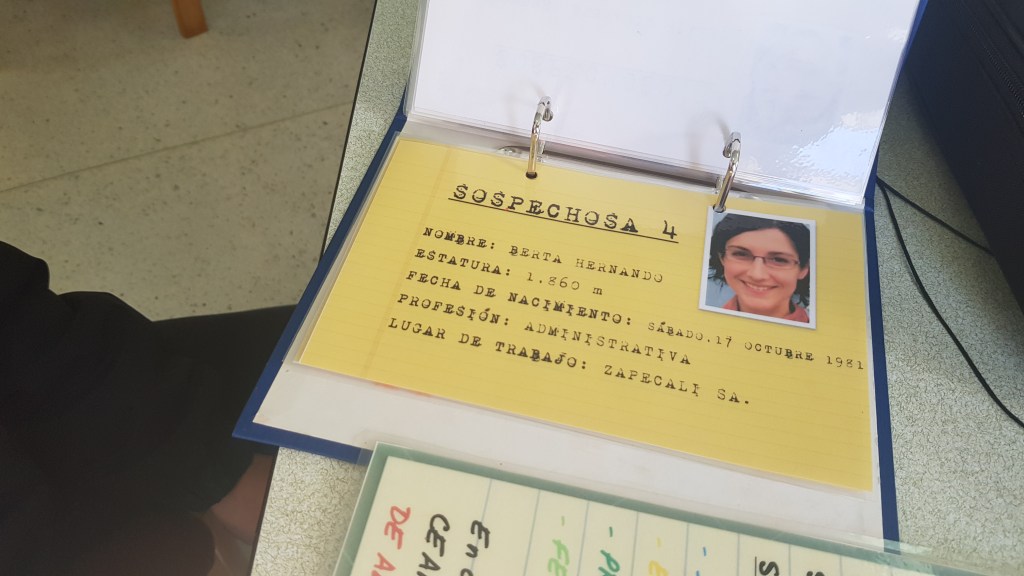 SOSPECHOSA 4
NOMBRE: BERTA HERNANDO
ESTATURA: 1.860 m
FECHA DE NACIMIENTO: SÁBADO,17 OCTUBRE 1981
PROFESIÓN: ADMINISTRATIVA
LUGAR DE TRABAJO: ZAPECALI SA.